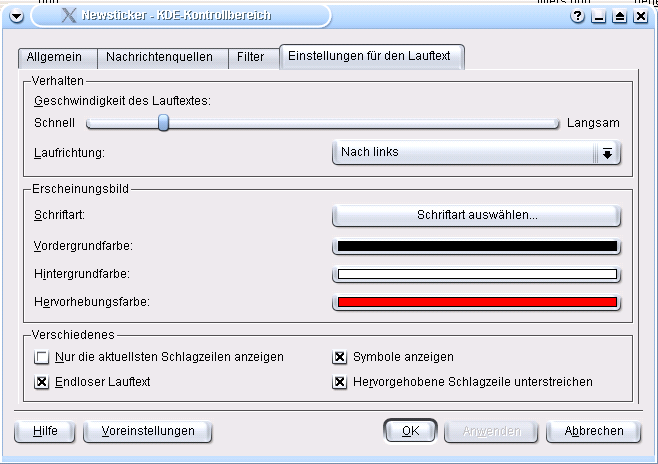 Newsticker - KDE-Kontrollbereich
Allgemein Nachrichtenquellen Filter Einstellungen für den Lauftext
Verhalten
Geschwindigkeit des Lauftextes:
Schnell Langsam
Laufrichtung: Nach links
Erscheinungsbild
Schriftart: Schriftart auswählen...
Vordergrundfarbe:
Hintergrundfarbe:
Hervorhebungsfarbe:
Verschiedenes
Nur die aktuellsten Schlagzeilen anzeigen Symbole anzeigen
Endloser Lauftext Hervorgehobene Schlagzeile unterstreichen
Hilfe Voreinstellungen OK Anwenden Abbrechen